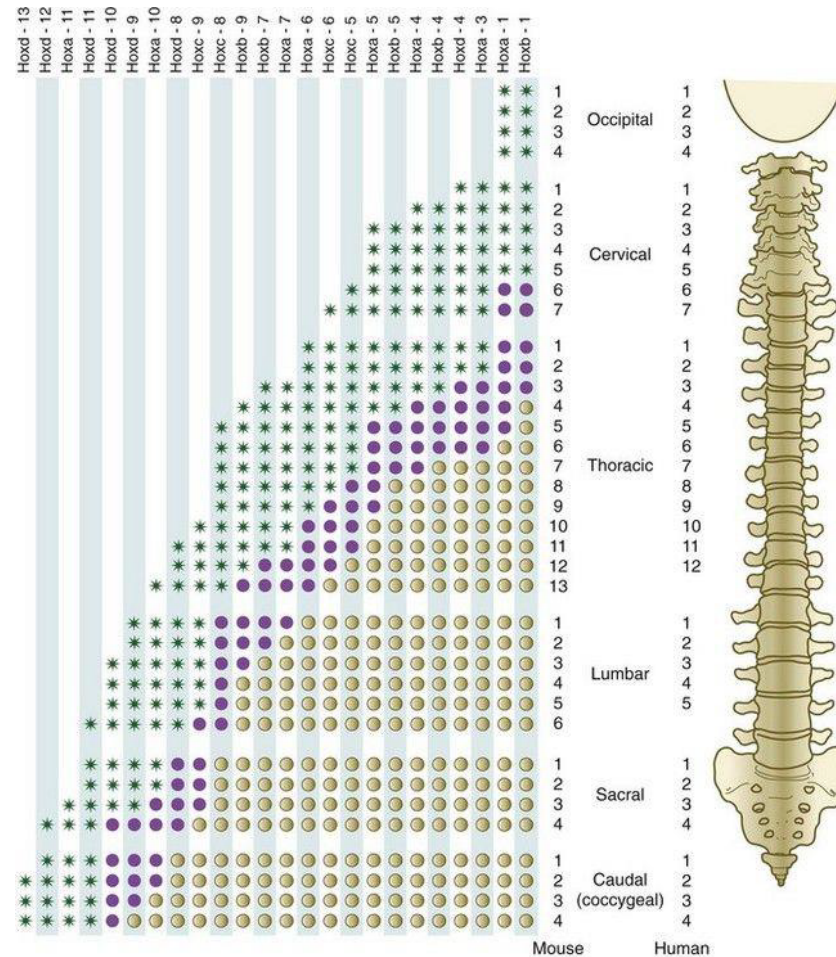 Hoxd - 13
Hoxd - 12
Hoxa - 11
Hoxd - 11
Hoxd - 10
Hoxd - 9
Hoxa - 10
Hoxd - 8
Hoxc - 9
Hoxc - 8
Hoxb - 9
Hoxb - 7
Hoxa - 7
Hoxa - 6
Hoxc - 6
Hoxc - 5
Hoxa - 5
Hoxb - 5
Hoxa - 4
Hoxb - 4
Hoxd - 4
Hoxa - 3
Hoxa - 1
Hoxb - 1
1 1
2 2
Occipital
3 3
4 4
1 1
2 2
3 3
4 4
Cervical
5 5
6 6
7 7
1 1
2 2
3 3
4 4
5 5
6 6
7 7
Thoracic
8 8
9 9
10 10
11 11
12 12
13
1 1
2 2
3 3
Lumbar
4 4
5 5
6
1 1
2 2
Sacral
3 3
4 4
1 1
2 Caudal 2
3 (coccygeal) 3
4 4
Mouse Human